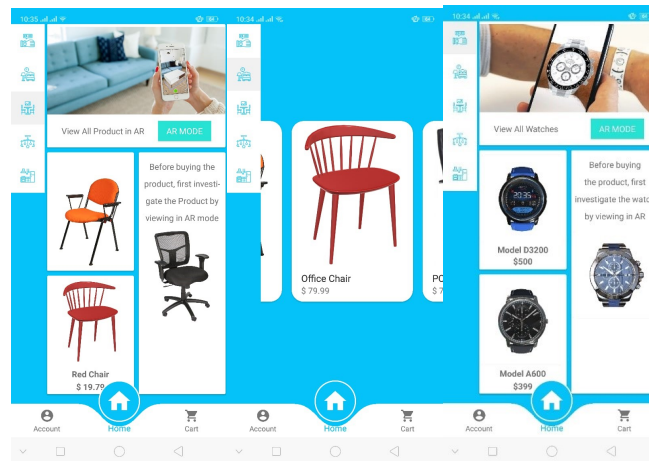 10:35
View All Product in AR
AR MODE
Before buying the
product, first investi-
gate the Product by
viewing in AR mode
Red Chair
$ 19.79
Account
Home
Cart
10:34
Office Chair
$ 79.99
PO
$ 7
Account
Home
Cart
10:34
View All Watches
AR MODE
Before buying
the product, first
investigate the watc
by viewing in AR
Model D3200
$500
Model A600
$399
Account
Home
Cart